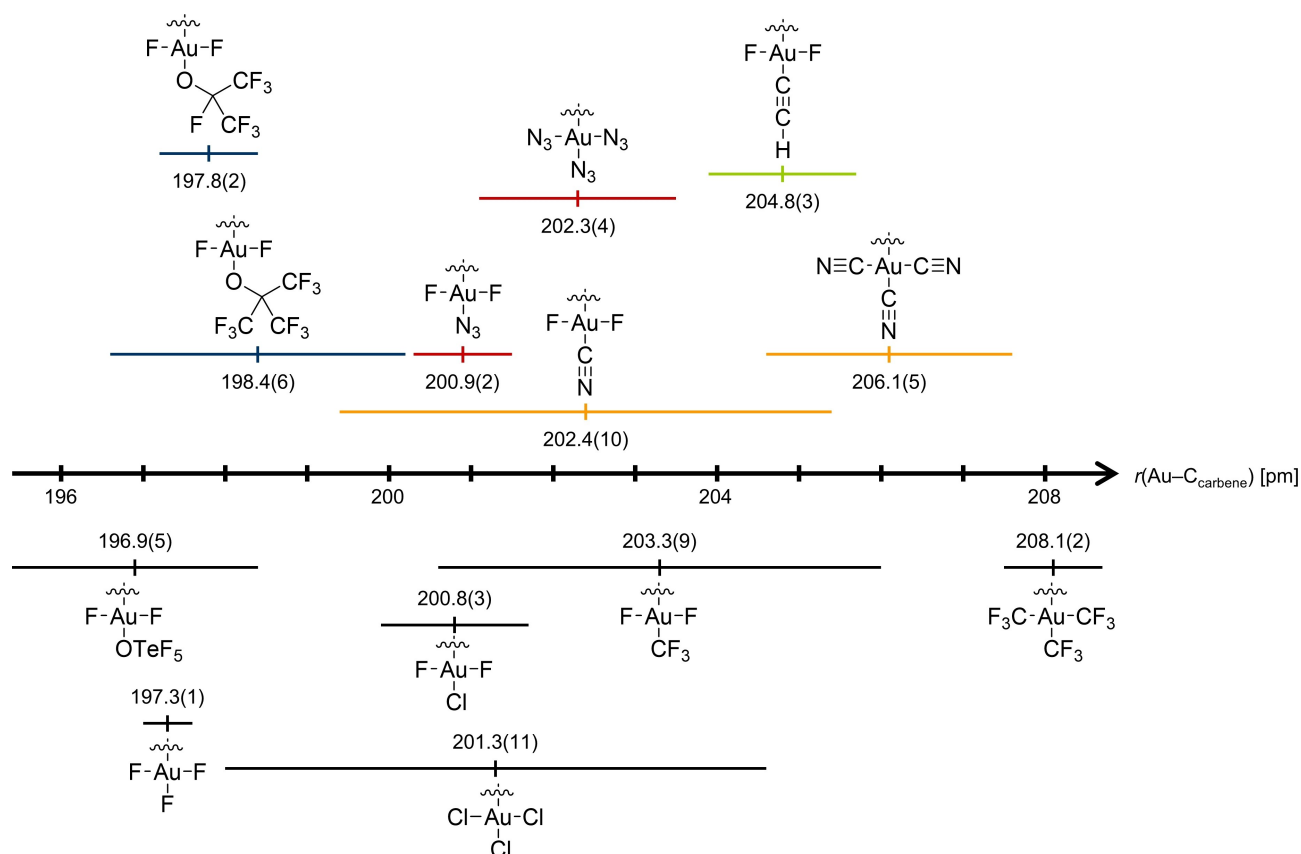 F-Au-F
O
CF3
F
CF3
197.8(2)
F-Au-F
O
CF3
F3C
CF3
198.4(6)
F-Au-F
N3
200.9(2)
N3-Au-N3
N3
202.3(4)
F-Au-F
C
N
202.4(10)
F-Au-F
C
C
H
204.8(3)
N≡C-Au-C≡N
C
N
206.1(5)
196
200
204
208
r(Au–Ccarbene) [pm]
196.9(5)
F-Au-F
OTeF5
197.3(1)
F-Au-F
F
200.8(3)
F-Au-F
Cl
201.3(11)
Cl-Au-Cl
Cl
203.3(9)
F-Au-F
CF3
208.1(2)
F3C-Au-CF3
CF3